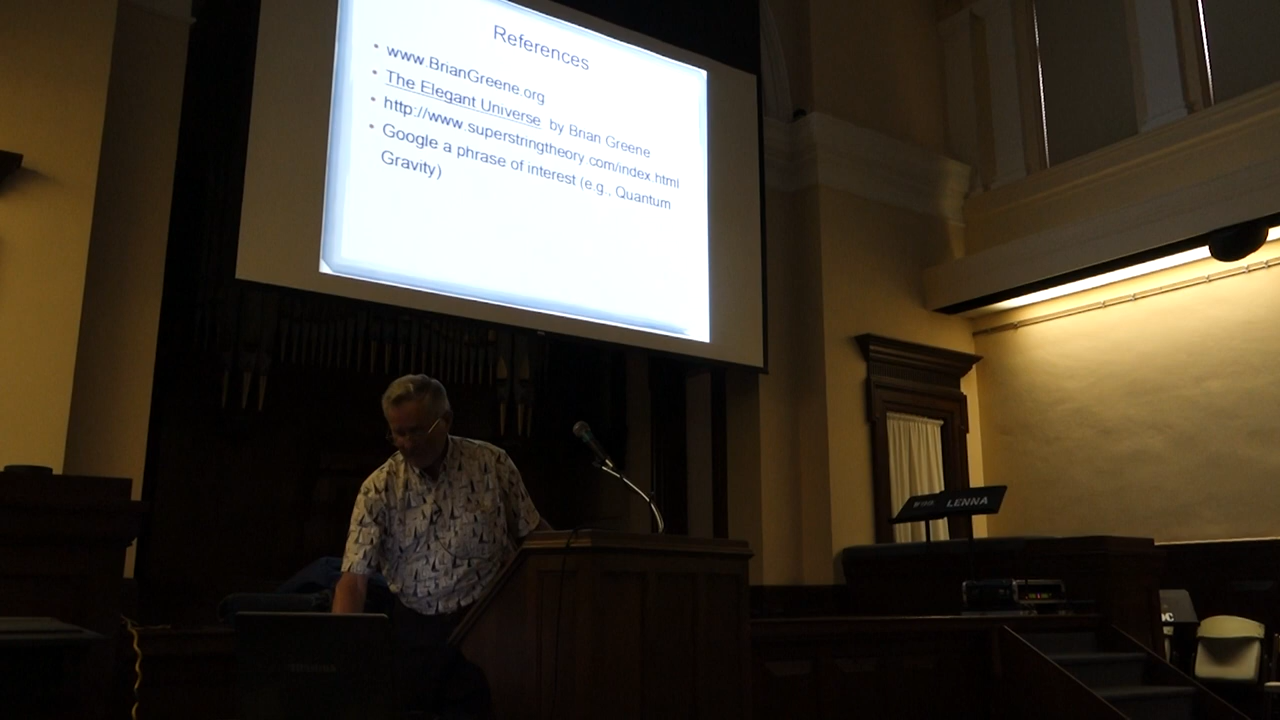 References
www.BrianGreene.org
The Elegant Universe by Brian Greene
http://www.superstringtheory.com/index.html
Google a phrase of interest (e.g., Quantum
Gravity)
LENNA